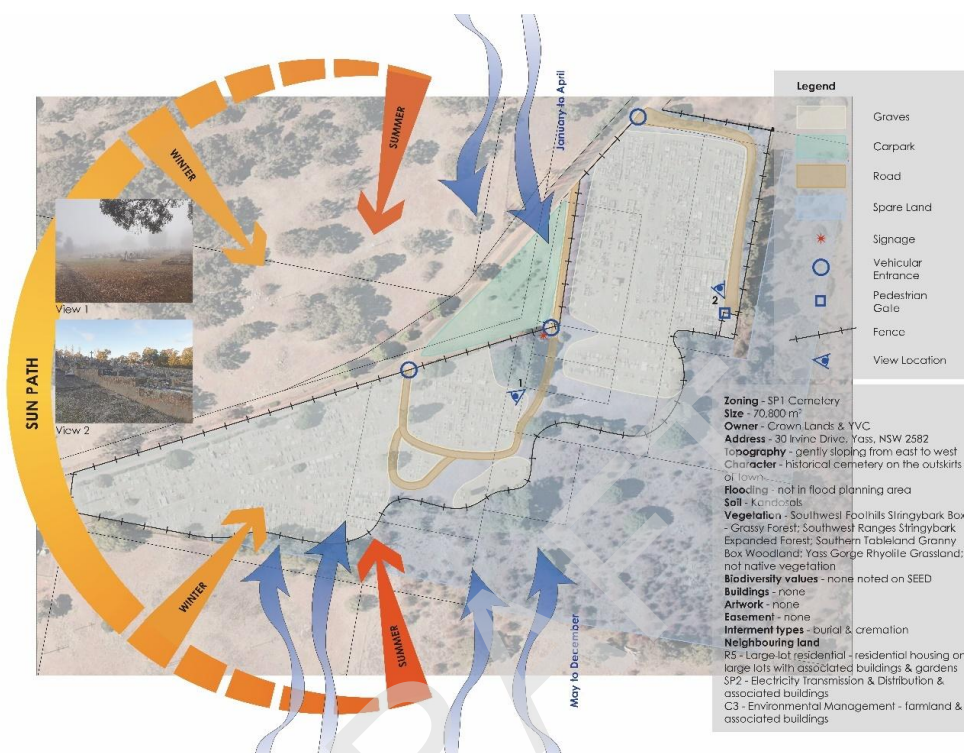 January to April
SUMMER
WINTER
View 1
View 2
SUN PATH
WINTER
SUMMER
May to December
1
2
Legend
Graves
Carpark
Road
Spare Land
Signage
Vehicular
Entrance
Pedestrian
Gate
Fence
View Location
Zoning - SP1 Cemetery
Size - 70,800 m²
Owner - Crown Lands & YVC
Address - 30 Irvine Drive, Yass, NSW 2582
Topography - gently sloping from east to west
Character - historical cemetery on the outskirts
of town
Flooding - not in flood planning area
Soil - Kandosols
Vegetation - Southwest Foothills Stringybark Box
- Grassy Forest; Southwest Ranges Stringybark
Expanded Forest; Southern Tableland Granny
Box Woodland; Yass Gorge Rhyolite Grassland;
not native vegetation
Biodiversity values - none noted on SEED
Buildings - none
Artwork - none
Easement - none
Interment types - burial & cremation
Neighbouring land
R5 - Large lot residential - residential housing on
large lots with associated buildings & gardens
SP2 - Electricity Transmission & Distribution &
associated buildings
C3 - Environmental Management - farmland &
associated buildings